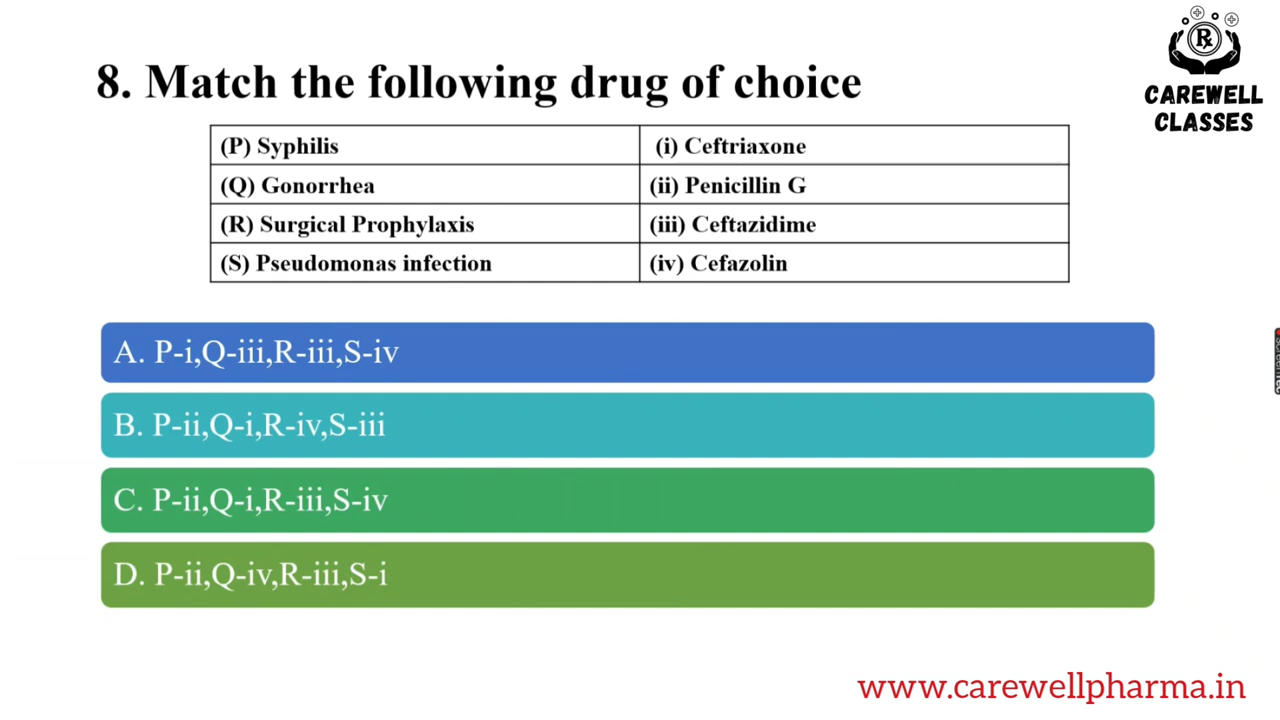 Rx
CAREWELL
CLASSES
8. Match the following drug of choice
(P) Syphilis (i) Ceftriaxone
(Q) Gonorrhea (ii) Penicillin G
(R) Surgical Prophylaxis (iii) Ceftazidime
(S) Pseudomonas infection (iv) Cefazolin
A. P-i,Q-iii,R-iii,S-iv
B. P-ii,Q-i,R-iv,S-iii
C. P-ii,Q-i,R-iii,S-iv
D. P-ii,Q-iv,R-iii,S-i
www.carewellpharma.in